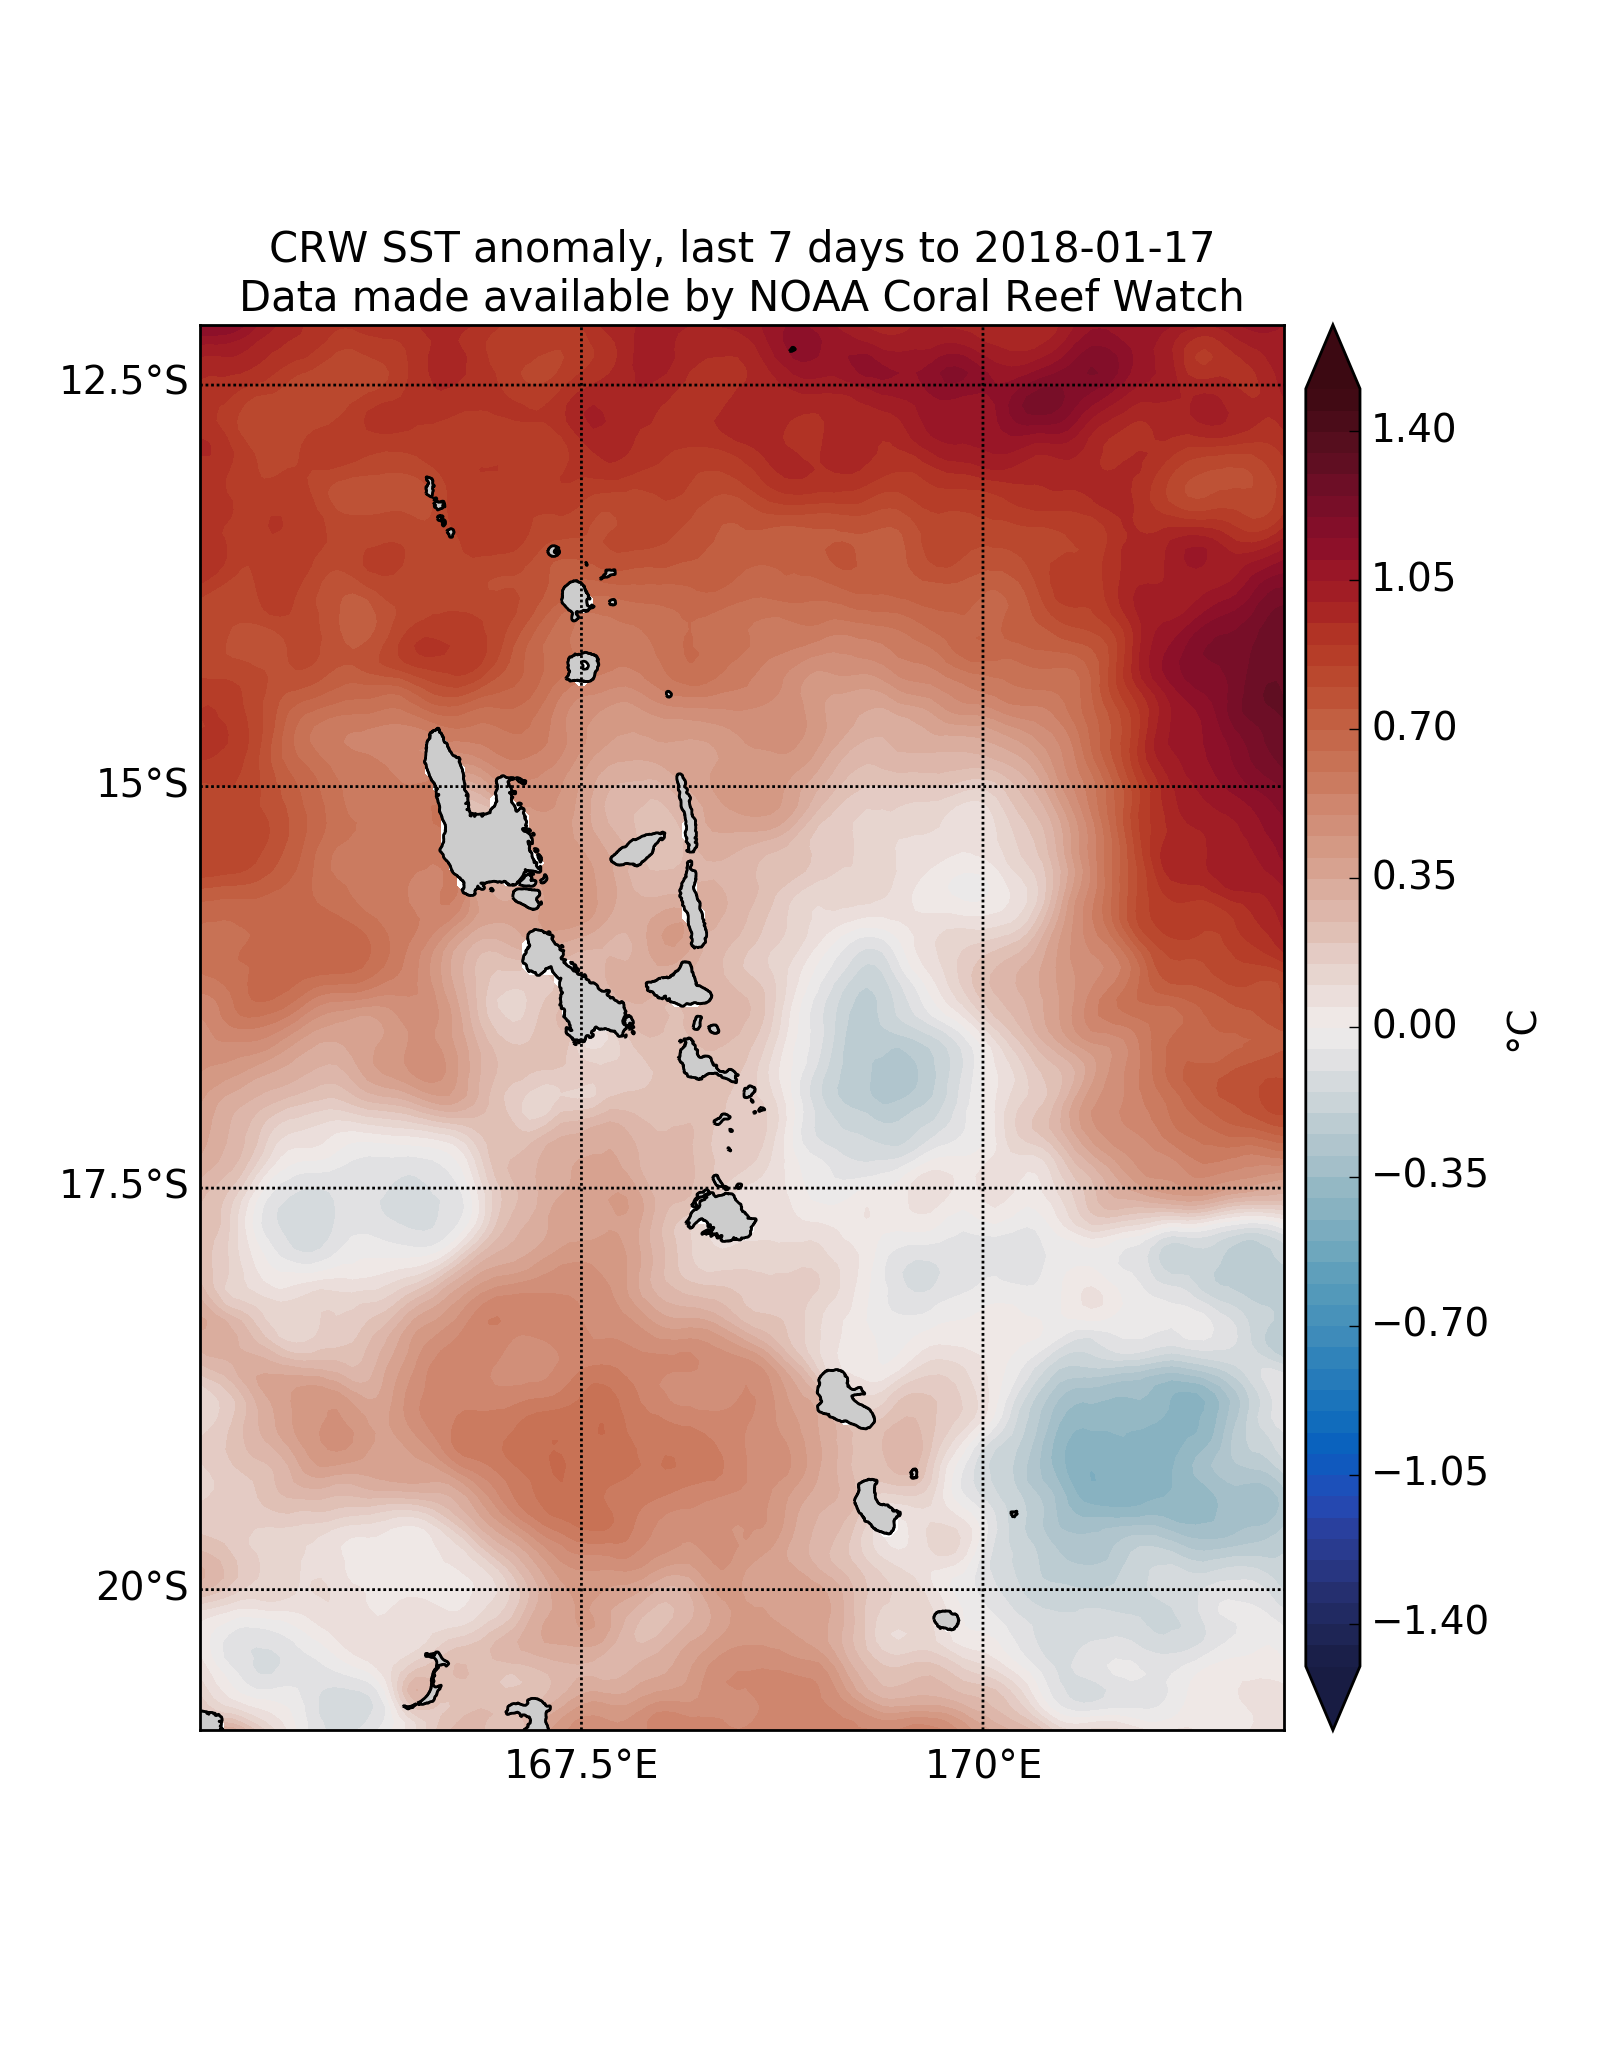 CRW SST anomaly, last 7 days to 2018-01-17
Data made available by NOAA Coral Reef Watch
12.5°S
15°S
17.5°S
20°S
167.5°E
170°E
1.40
1.05
0.70
0.35
0.00
−0.35
−0.70
−1.05
−1.40
°C